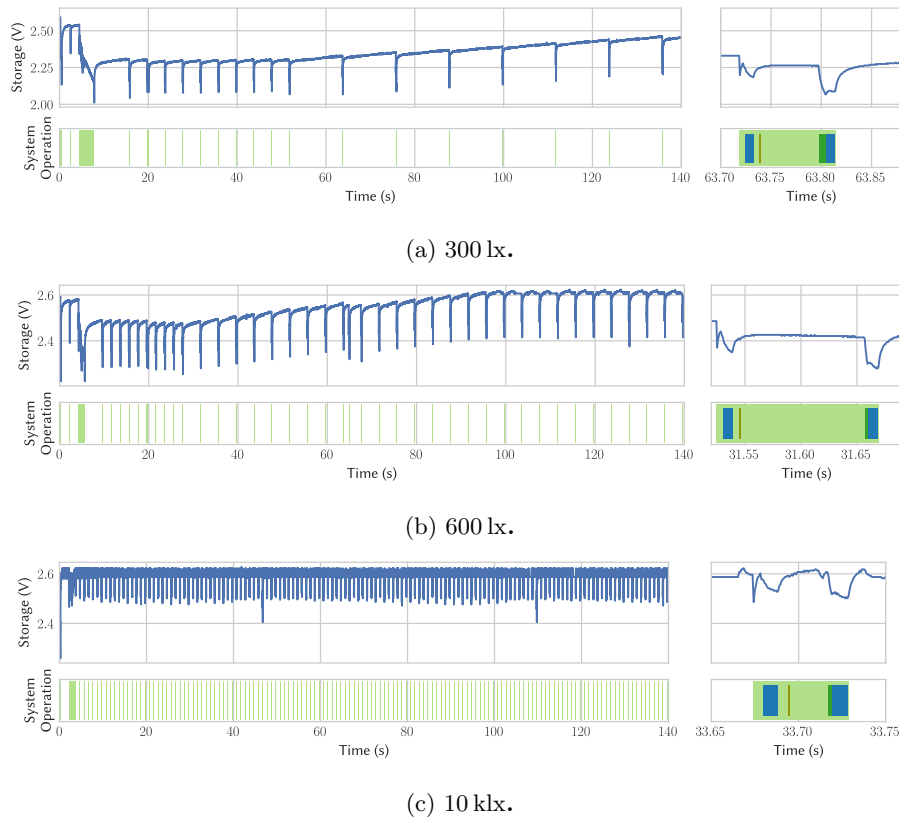 Storage (V)
2.50
2.25
2.00
System
Operation
0 20 40 60 80 100 120 140
Time (s)
63.70 63.75 63.80 63.85
Time (s)
(a) 300 lx.
Storage (V)
2.6
2.4
System
Operation
0 20 40 60 80 100 120 140
Time (s)
31.55 31.60 31.65
Time (s)
(b) 600 lx.
Storage (V)
2.6
2.4
System
Operation
0 20 40 60 80 100 120 140
Time (s)
33.65 33.70 33.75
Time (s)
(c) 10 klx.